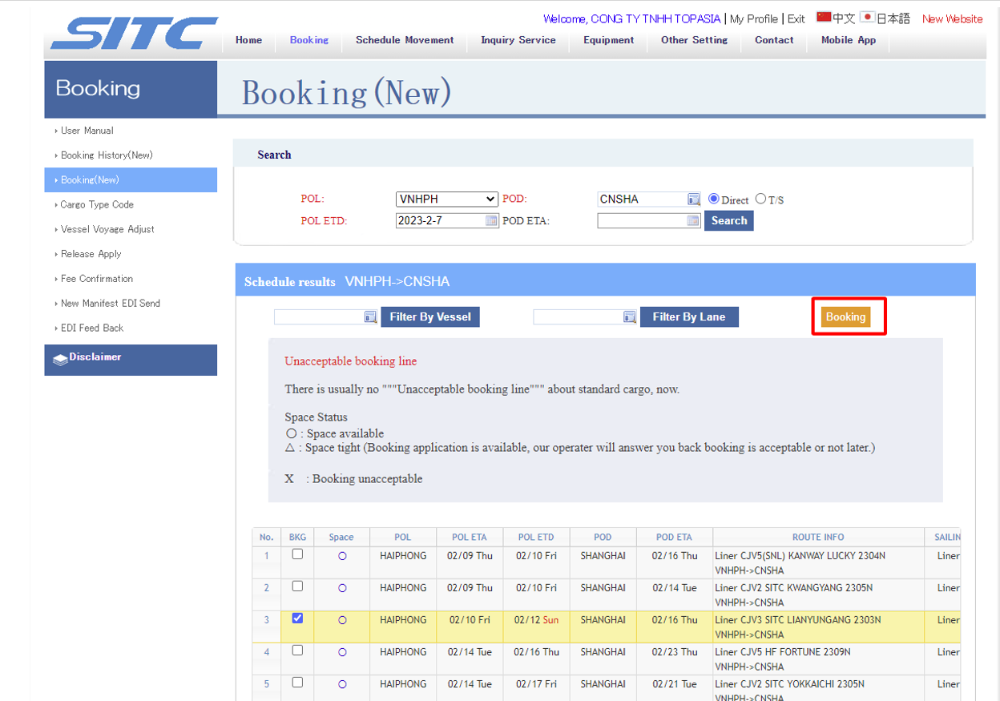 SITC
Welcome, CONG TY TNHH TOPASIA | My Profile | Exit 中文 日本語 New Website
Home Booking Schedule Movement Inquiry Service Equipment Other Setting Contact Mobile App
Booking
Booking(New)
User Manual
Booking History(New)
Booking(New)
Cargo Type Code
Vessel Voyage Adjust
Release Apply
Fee Confirmation
New Manifest EDI Send
EDI Feed Back
Disclaimer
Search
POL: VNHPH POD: CNSHA Direct T/S
POL ETD: 2023-2-7 POD ETA: Search
Schedule results VNHPH->CNSHA
Filter By Vessel Filter By Lane Booking
Unacceptable booking line
There is usually no """Unacceptable booking line""" about standard cargo, now.
Space Status
○ : Space available
△ : Space tight (Booking application is available, our operater will answer you back booking is acceptable or not later.)
X : Booking unacceptable
No. BKG Space POL POL ETA POL ETD POD POD ETA ROUTE INFO SAILIN
1 ○ HAIPHONG 02/09 Thu 02/10 Fri SHANGHAI 02/16 Thu Liner CJV5(SNL) KANWAY LUCKY 2304N Liner
VNHPH->CNSHA
2 ○ HAIPHONG 02/09 Thu 02/10 Fri SHANGHAI 02/14 Tue Liner CJV2 SITC KWANGYANG 2305N Liner
VNHPH->CNSHA
3 ○ HAIPHONG 02/10 Fri 02/12 Sun SHANGHAI 02/16 Thu Liner CJV3 SITC LIANYUNGANG 2303N Liner
VNHPH->CNSHA
4 ○ HAIPHONG 02/14 Tue 02/16 Thu SHANGHAI 02/23 Thu Liner CJV5 HF FORTUNE 2309N Liner
VNHPH->CNSHA
5 ○ HAIPHONG 02/14 Tue 02/17 Fri SHANGHAI 02/21 Tue Liner CJV2 SITC YOKKAICHI 2305N Liner
VNHPH->CNSHA